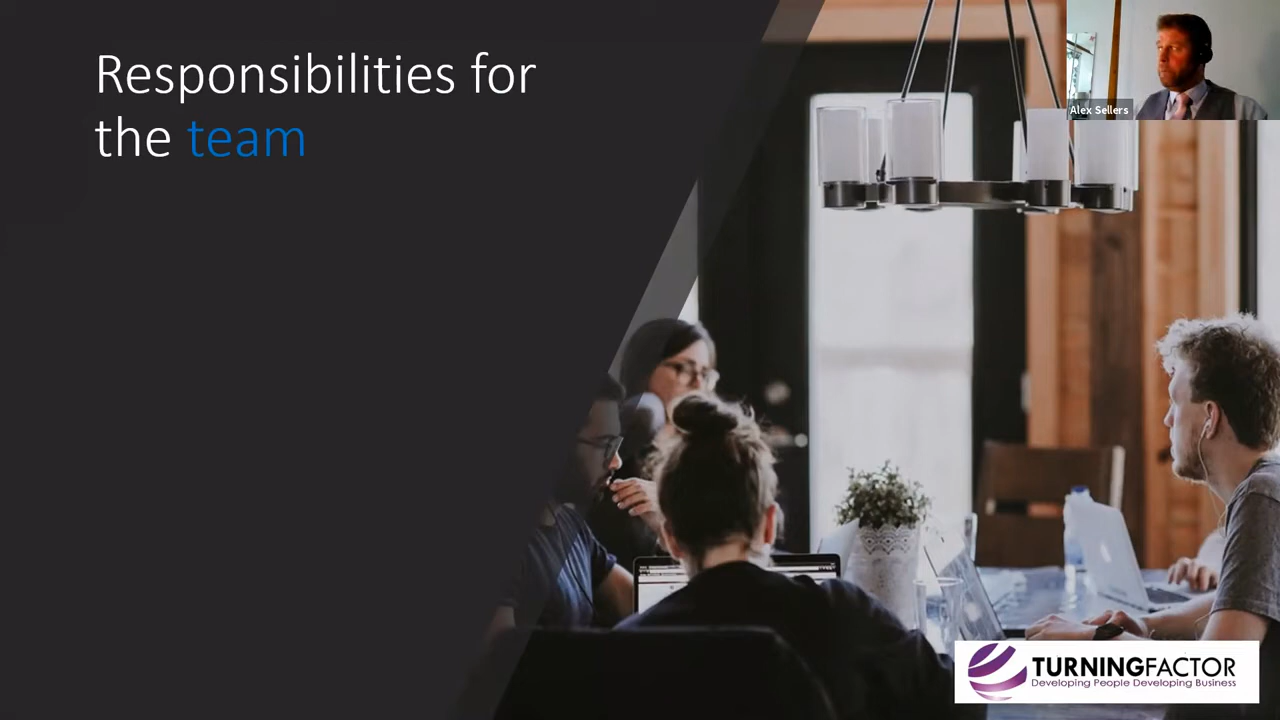 Responsibilities for
the team
Alex Sellers
TURNINGFACTOR
Developing People Developing Business